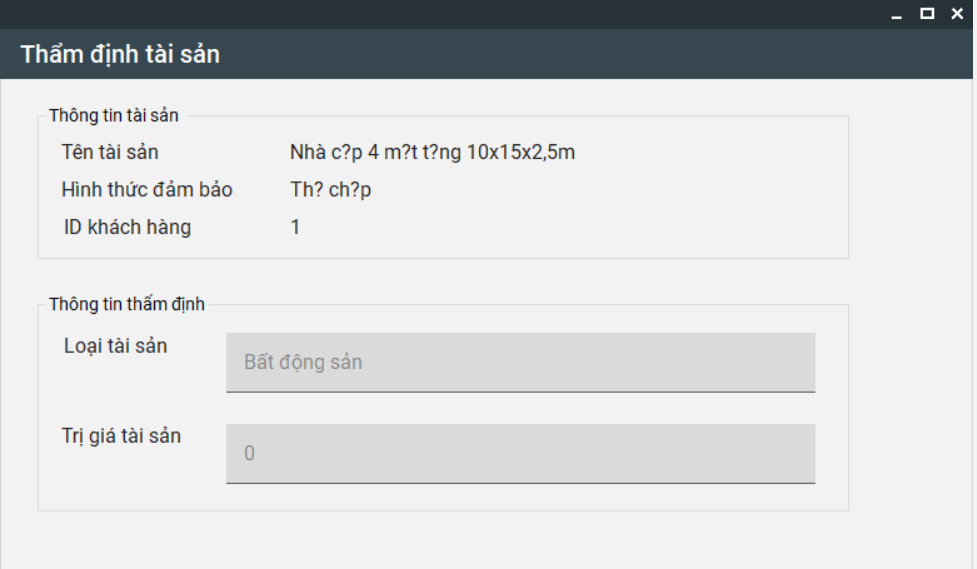 Thẩm định tài sản
Thông tin tài sản
Tên tài sản Nhà c?p 4 m?t t?ng 10x15x2,5m
Hình thức đảm bảo Th? ch?p
ID khách hàng 1
Thông tin thẩm định
Loại tài sản Bất động sản
Trị giá tài sản 0